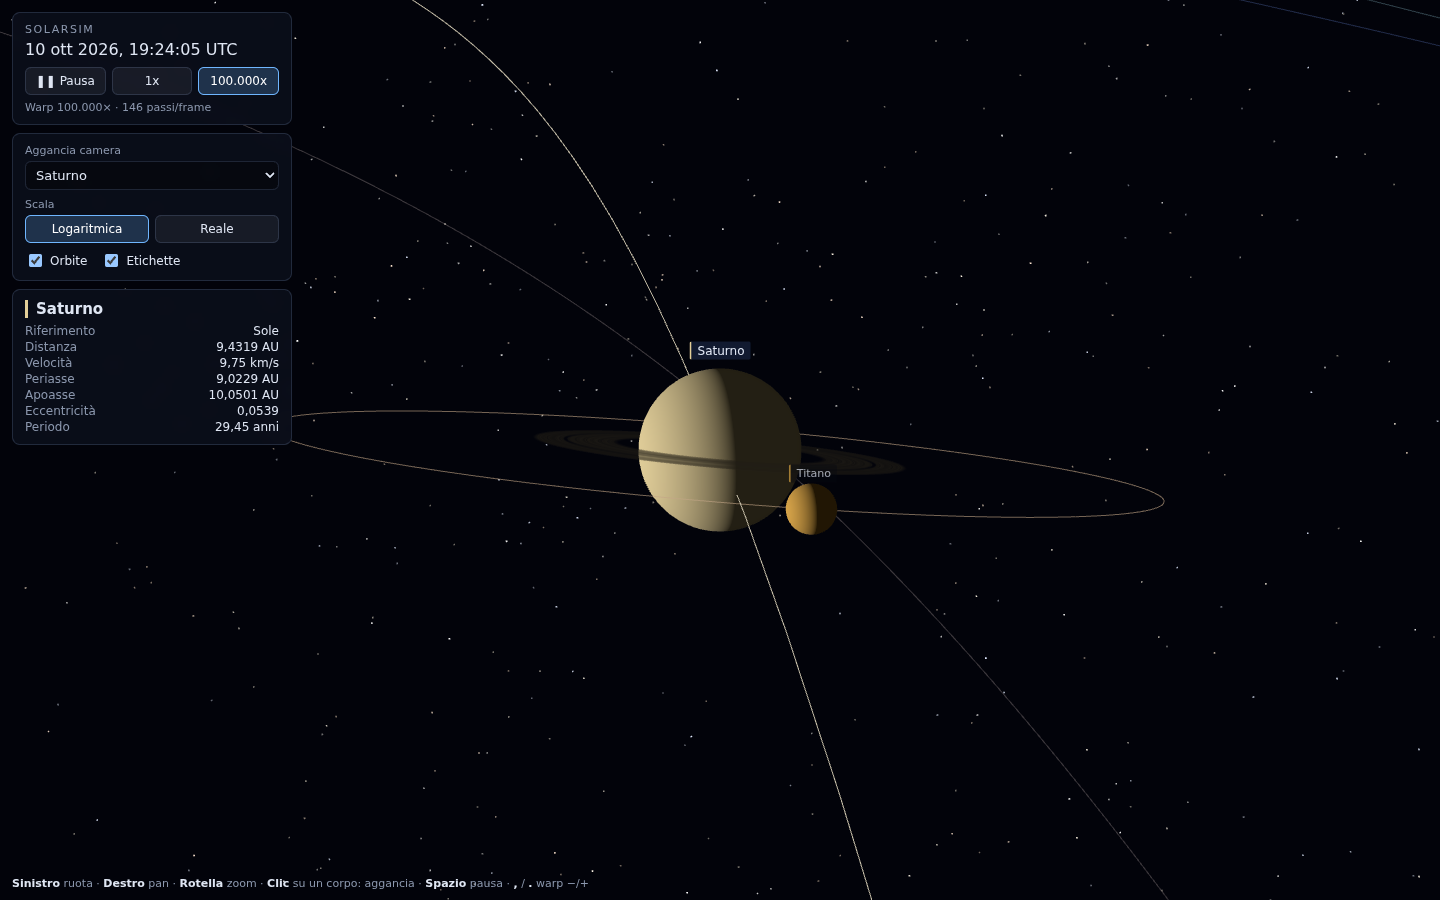 SOLARSIM
10 ott 2026, 19:24:05 UTC
❚❚ Pausa
1x
100.000x
Warp 100.000× · 146 passi/frame
Aggancia camera
Saturno
Scala
Logaritmica
Reale
Orbite
Etichette
Saturno
Riferimento Sole
Distanza 9,4319 AU
Velocità 9,75 km/s
Periasse 9,0229 AU
Apoasse 10,0501 AU
Eccentricità 0,0539
Periodo 29,45 anni
Saturno
Titano
Sinistro ruota · Destro pan · Rotella zoom · Clic su un corpo: aggancia · Spazio pausa · , / . warp −/+